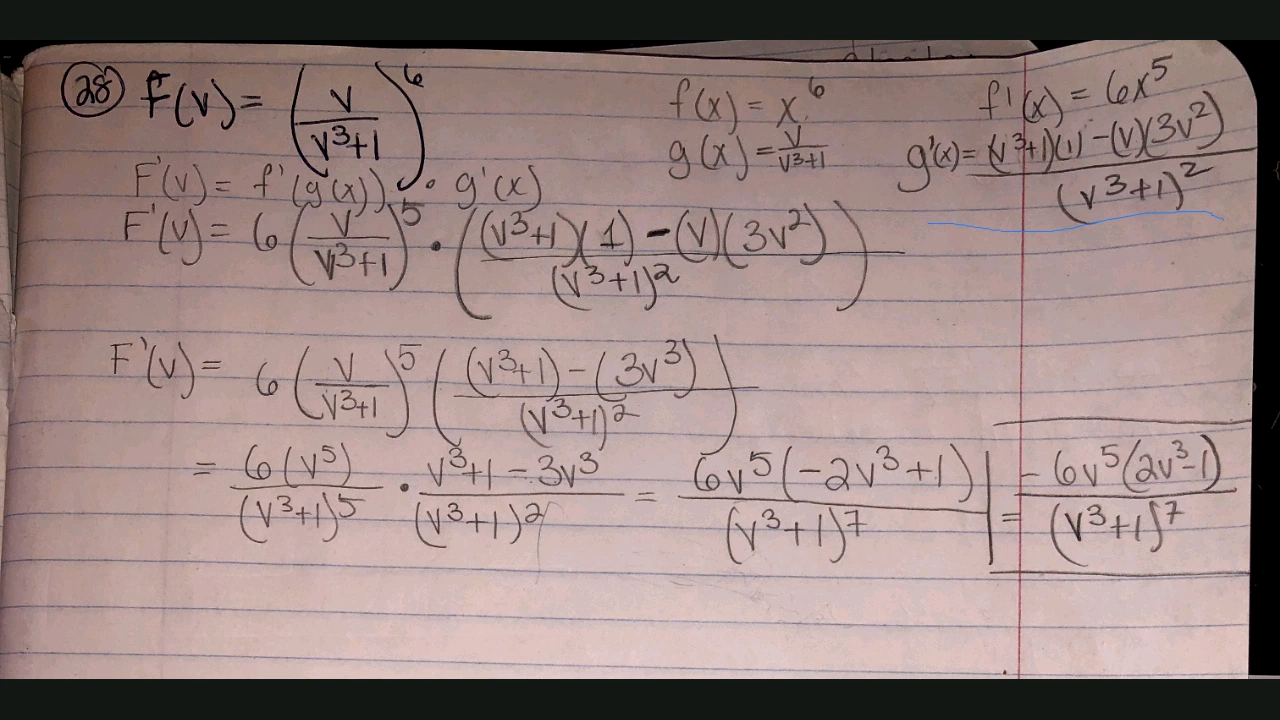 28 F(v) = (v/(v³+1))⁶ f(x) = x⁶ f'(x) = 6x⁵
g(x) = v/(v³+1) g'(x) = ((v³+1)(1) - (v)(3v²))/(v³+1)²
F'(v) = f'(g(x)) · g'(x)
F'(v) = 6(v/(v³+1))⁵ · (((v³+1)(1) - (v)(3v²))/(v³+1)²)
F'(v) = 6(v/(v³+1))⁵ (((v³+1) - (3v³))/(v³+1)²)
= 6(v⁵)/(v³+1)⁵ · (v³+1-3v³)/(v³+1)² = 6v⁵(-2v³+1)/(v³+1)⁷ = -6v⁵(2v³-1)/(v³+1)⁷